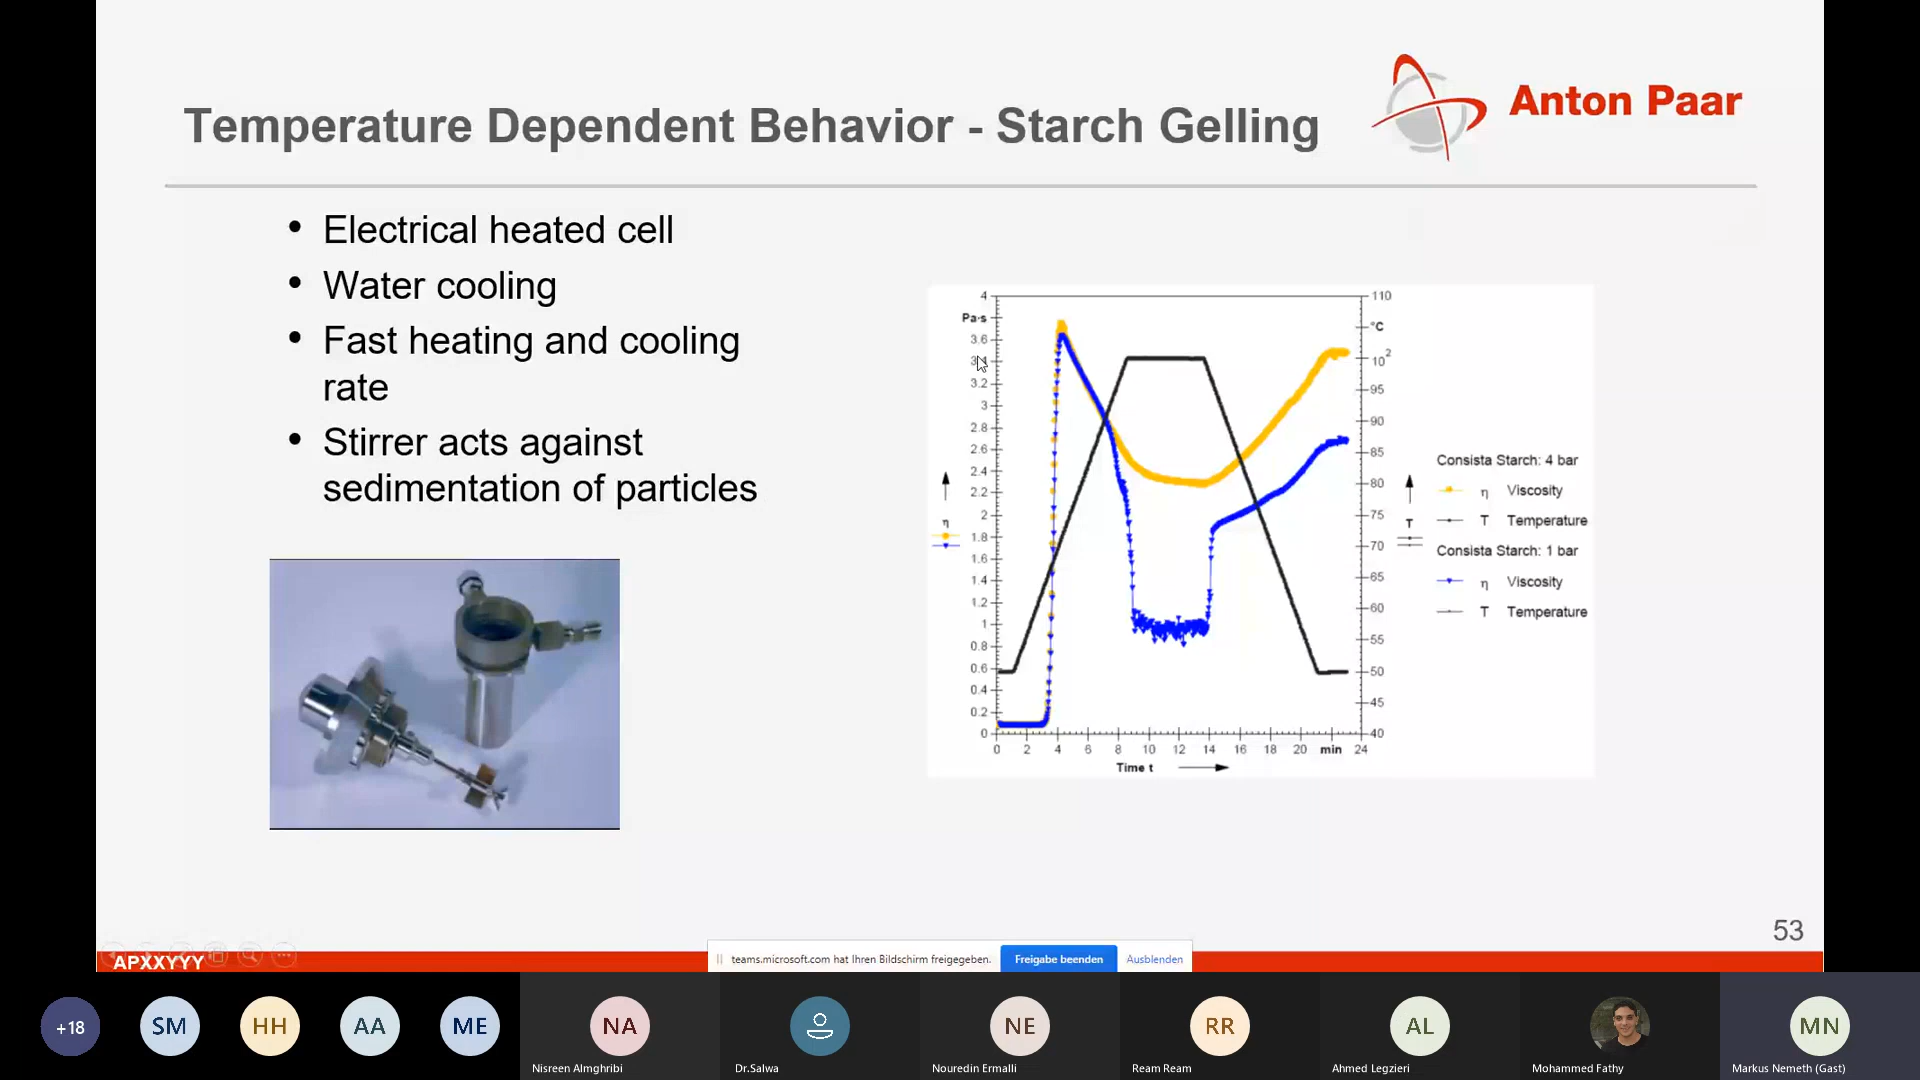 Temperature Dependent Behavior - Starch Gelling
Anton Paar
• Electrical heated cell
• Water cooling
• Fast heating and cooling
rate
• Stirrer acts against
sedimentation of particles
4
Pa·s
3.6
3.2
3
2.8
2.6
2.4
2.2
2
1.8
1.6
1.4
1.2
1
0.8
0.6
0.4
0.2
0
η
0 2 4 6 8 10 12 14 16 18 20 min 24
Time t
110
°C
10²
95
90
85
80
75
70
65
60
55
50
45
40
T
Consista Starch: 4 bar
η Viscosity
T Temperature
Consista Starch: 1 bar
η Viscosity
T Temperature
53
APXXYYY
teams.microsoft.com hat Ihren Bildschirm freigegeben. Freigabe beenden Ausblenden
+18 SM HH AA ME NA NE RR AL MN
Nisreen Almghribi Dr.Salwa Nouredin Ermalli Ream Ream Ahmed Legzieri Mohammed Fathy Markus Nemeth (Gast)